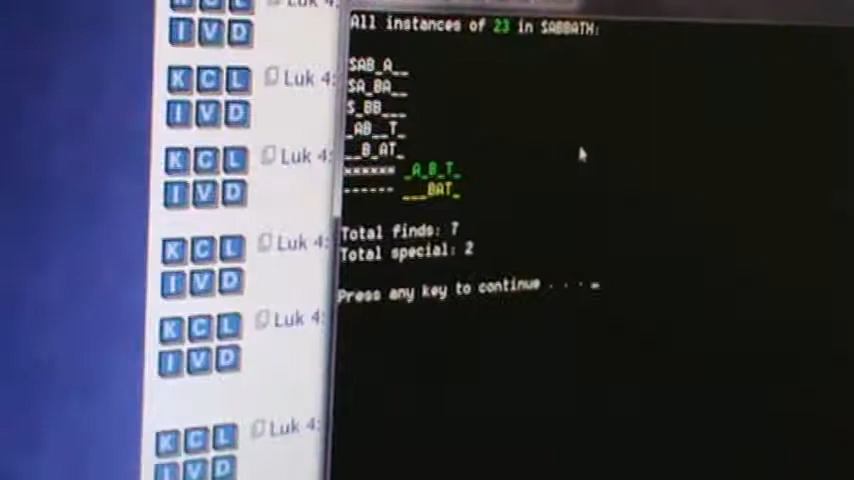 Luk 4:
K C L
I V D
K C L Luk 4:
I V D
K C L Luk 4:
I V D
K C L Luk 4:
I V D
K C L Luk 4:
I V D
K C L Luk 4:
I V D
All instances of 23 in SABBATH:
SAB_A__
SA_BA__
S_BB___
_AB__T_
__B_AT_
xxxxxx _A_B_T_
------ ___BAT_
Total finds: 7
Total special: 2
Press any key to continue . . .